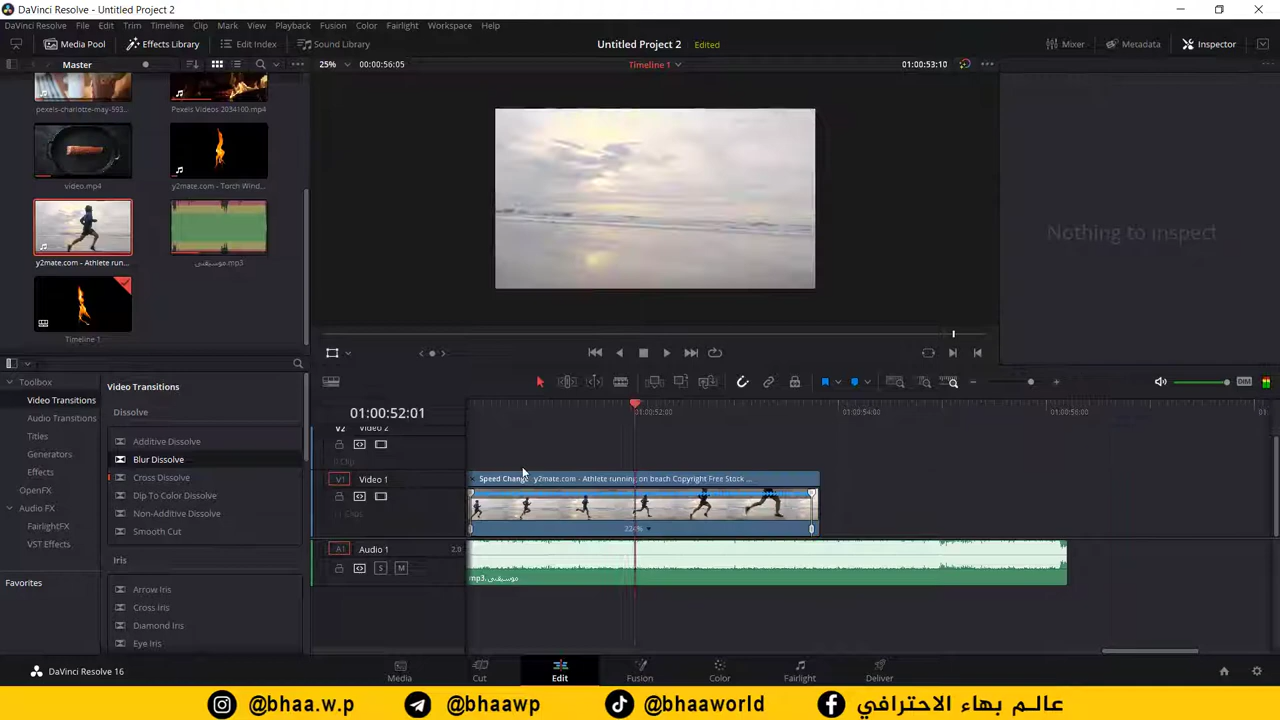 DaVinci Resolve - Untitled Project 2
DaVinci Resolve File Edit Trim Timeline Clip Mark View Playback Fusion Color Fairlight Workspace Help
Media Pool Effects Library Edit Index Sound Library Untitled Project 2 Edited Mixer Metadata Inspector
Master 25% 00:00:56:05 Timeline 1 01:00:53:10
pexels-charlotte-may-593... Pexels Videos 2034100.mp4
video.mp4 y2mate.com - Torch Wind...
y2mate.com - Athlete run... موسيقى.mp3
Timeline 1
Nothing to inspect
Toolbox
Video Transitions
Audio Transitions
Titles
Generators
Effects
OpenFX
Audio FX
FairlightFX
VST Effects
Favorites
Video Transitions
Dissolve
Additive Dissolve
Blur Dissolve
Cross Dissolve
Dip To Color Dissolve
Non-Additive Dissolve
Smooth Cut
Iris
Arrow Iris
Cross Iris
Diamond Iris
Eye Iris
DIM
01:00:52:01 01:00:52:00 01:00:54:00 01:00:56:00
V2 Video 2
V1 Video 1
Speed Change y2mate.com - Athlete running on beach Copyright Free Stock ...
A1 Audio 1 2.0
S M
موسيقى.mp3
DaVinci Resolve 16 Media Cut Edit Fusion Color Fairlight Deliver
@bhaa.w.p @bhaawp @bhaaworld عالم بهاء الاحترافي